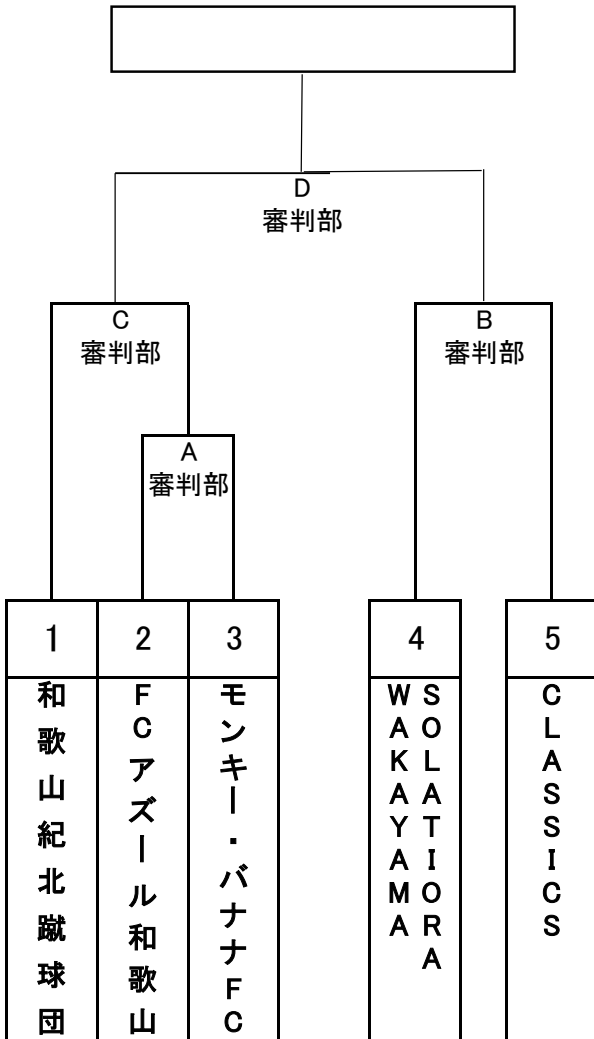 D
審判部
C
審判部
B
審判部
A
審判部
1
2
3
4
5
和歌山紀北蹴球団
FCアズール和歌山
モンキー・バナナFC
SOLATIORA
WAKAYAMA
CLASSICS